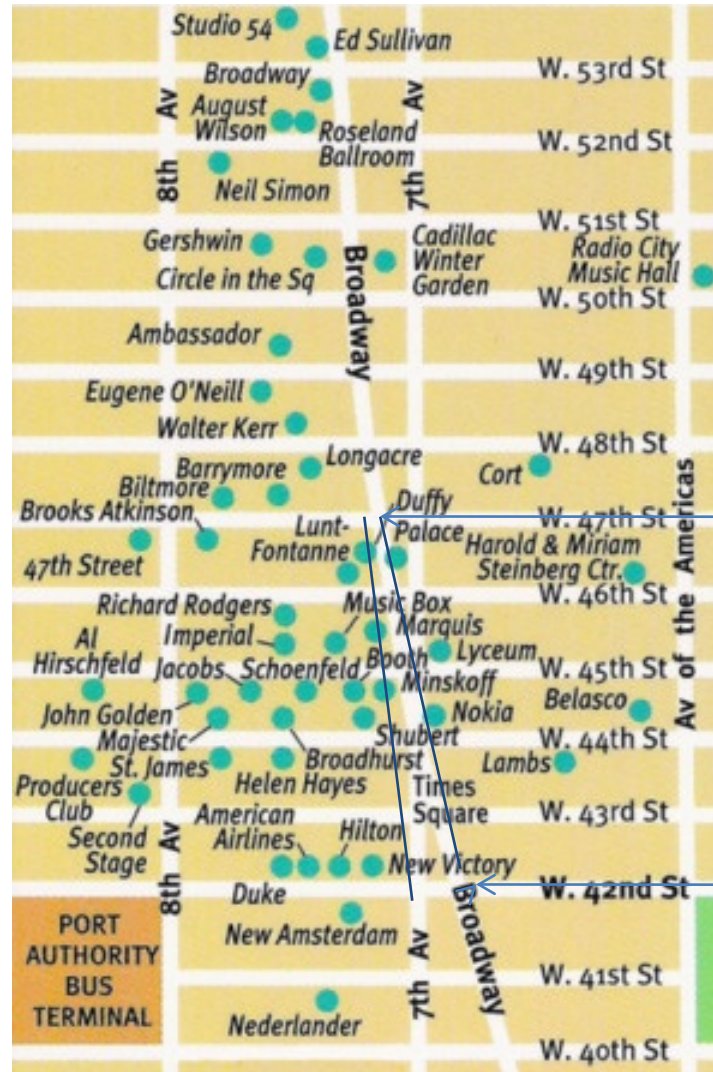 Studio 54
Ed Sullivan
W. 53rd St
Broadway
8th Av
7th Av
August
Wilson
Roseland
Ballroom
W. 52nd St
Neil Simon
W. 51st St
Gershwin
Circle in the Sq
Broadway
Cadillac
Winter
Garden
Radio City
Music Hall
W. 50th St
Ambassador
W. 49th St
Eugene O'Neill
Walter Kerr
W. 48th St
Longacre
Barrymore
Cort
Biltmore
Duffy
Brooks Atkinson
W. 47th St
Lunt-
Fontanne
Palace
Harold & Miriam
Steinberg Ctr.
47th Street
W. 46th St
Av of the Americas
Richard Rodgers
Music Box
Imperial
Marquis
Al
Hirschfeld
Lyceum
Jacobs
Schoenfeld
Booth
W. 45th St
Minskoff
John Golden
Nokia
Belasco
Majestic
Shubert
W. 44th St
St. James
Broadhurst
Lambs
Producers
Club
Helen Hayes
Times
Square
Second
Stage
American
Airlines
W. 43rd St
Hilton
8th Av
New Victory
Duke
W. 42nd St
PORT
AUTHORITY
BUS
TERMINAL
New Amsterdam
7th Av
Broadway
W. 41st St
Nederlander
W. 40th St